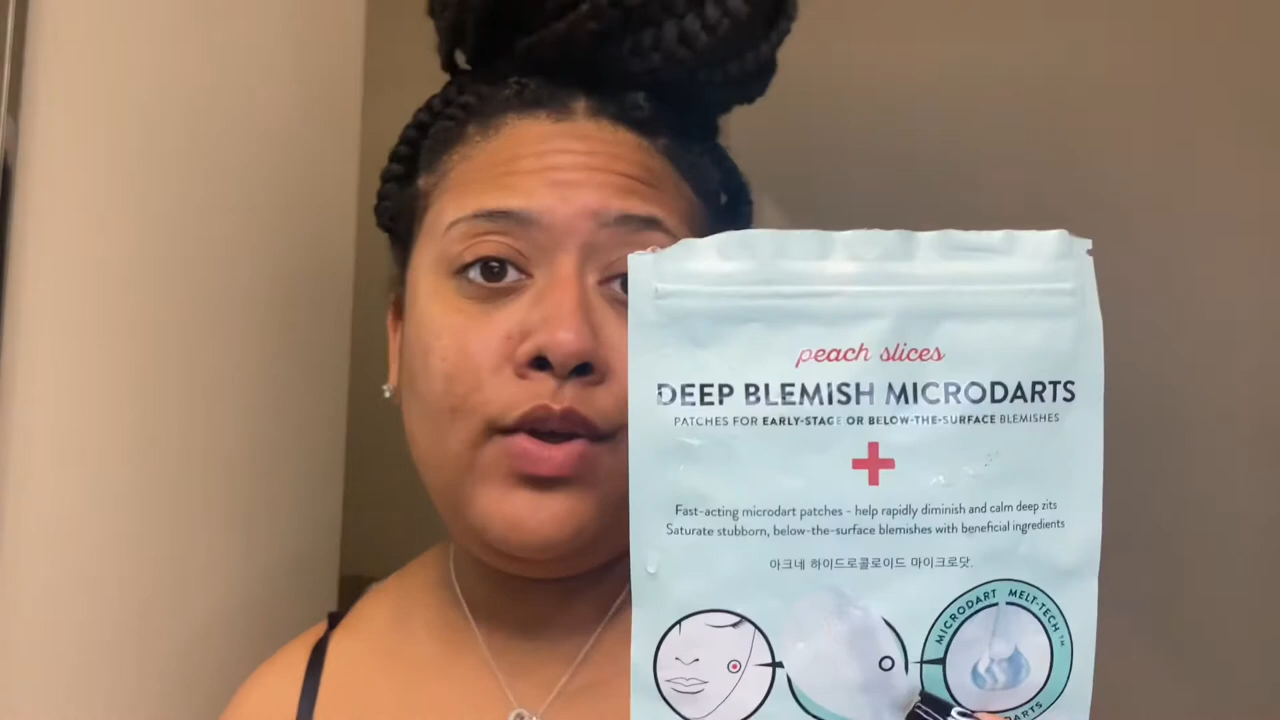 peach slices
DEEP BLEMISH MICRODARTS
PATCHES FOR EARLY-STAGE OR BELOW-THE-SURFACE BLEMISHES
Fast-acting microdart patches - help rapidly diminish and calm deep zits
Saturate stubborn, below-the-surface blemishes with beneficial ingredients
아크네 하이드로콜로이드 마이크로닷.
MICRODART MELT-TECH™